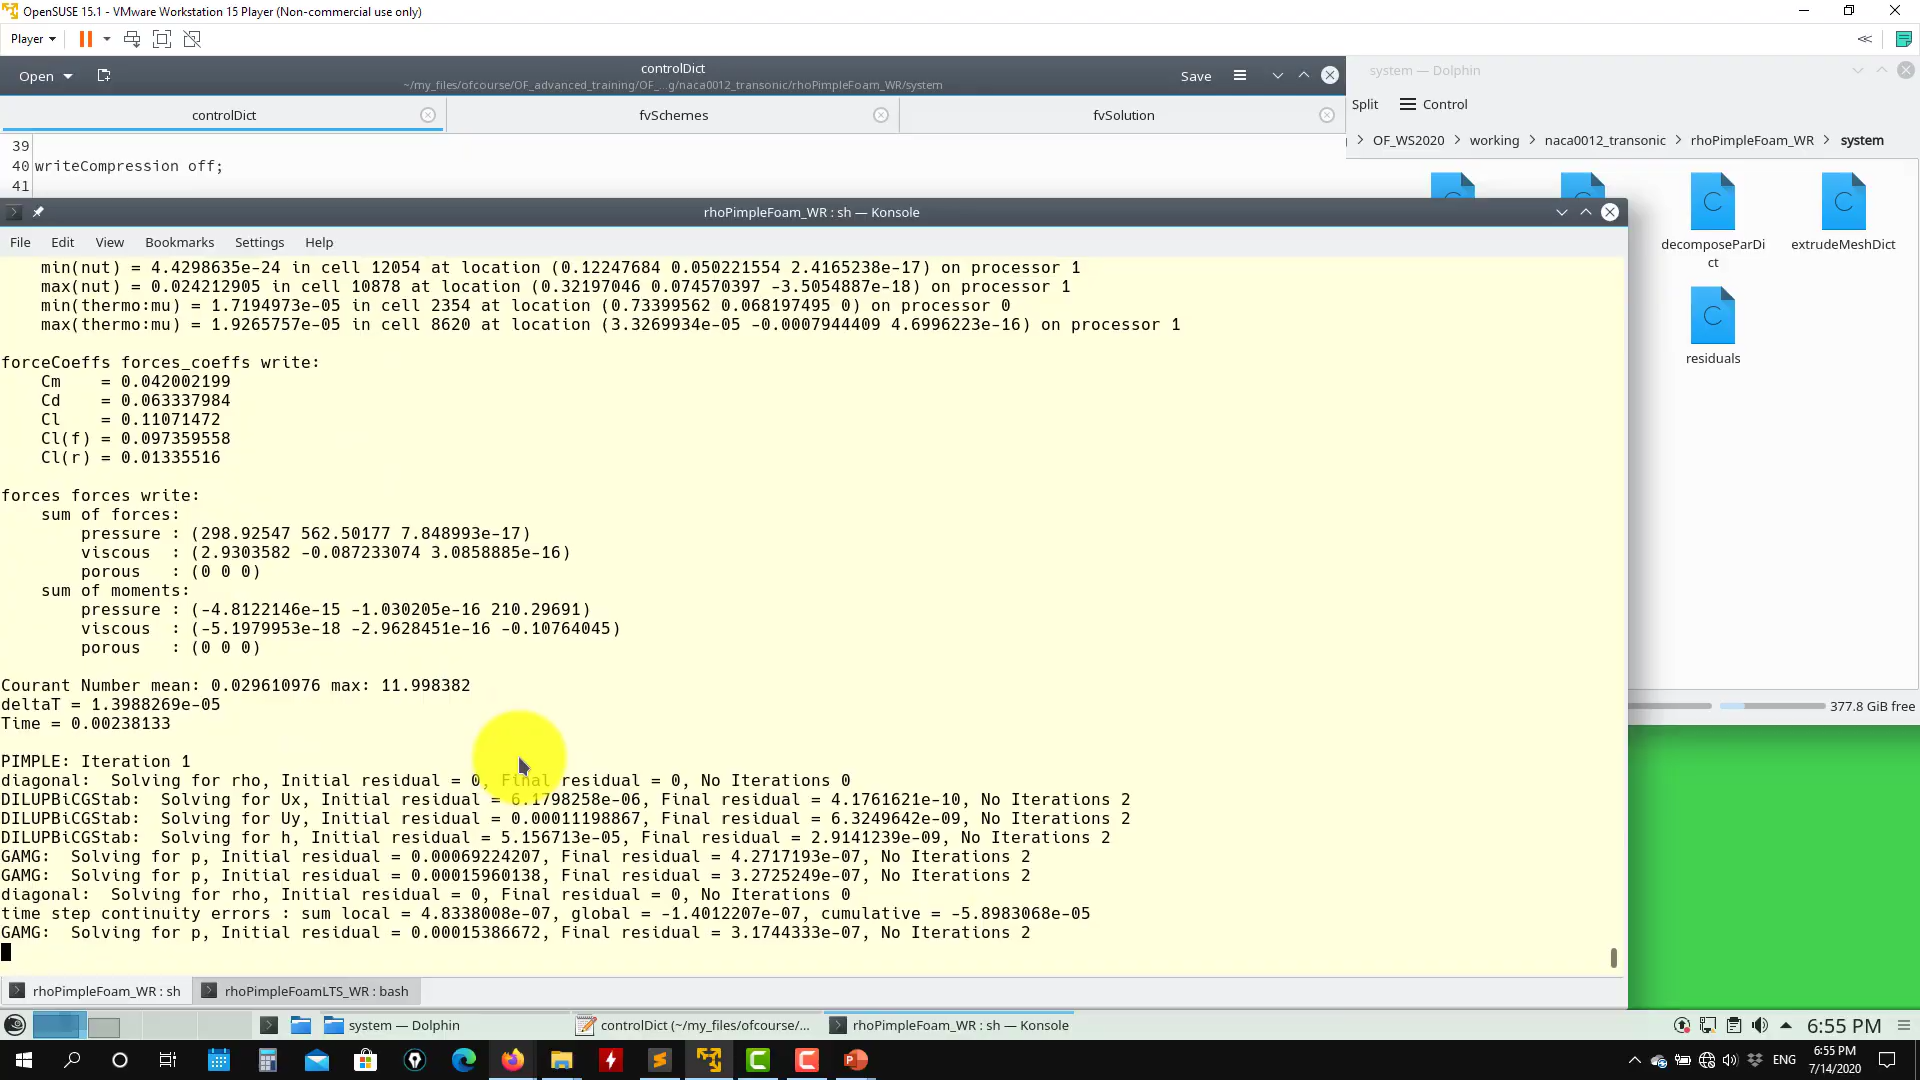 OpenSUSE 15.1 - VMware Workstation 15 Player (Non-commercial use only)
Player
Open
controlDict
~/my_files/ofcourse/OF_advanced_training/OF_...g/naca0012_transonic/rhoPimpleFoam_WR/system
Save
system — Dolphin
controlDict
fvSchemes
fvSolution
Split
Control
39
40 writeCompression off;
41
OF_WS2020 > working > naca0012_transonic > rhoPimpleFoam_WR > system
decomposeParDi
ct
extrudeMeshDict
residuals
377.8 GiB free
rhoPimpleFoam_WR : sh — Konsole
File Edit View Bookmarks Settings Help
min(nut) = 4.4298635e-24 in cell 12054 at location (0.12247684 0.050221554 2.4165238e-17) on processor 1
max(nut) = 0.024212905 in cell 10878 at location (0.32197046 0.074570397 -3.5054887e-18) on processor 1
min(thermo:mu) = 1.7194973e-05 in cell 2354 at location (0.73399562 0.068197495 0) on processor 0
max(thermo:mu) = 1.9265757e-05 in cell 8620 at location (3.3269934e-05 -0.0007944409 4.6996223e-16) on processor 1
forceCoeffs forces_coeffs write:
Cm = 0.042002199
Cd = 0.063337984
Cl = 0.11071472
Cl(f) = 0.097359558
Cl(r) = 0.01335516
forces forces write:
sum of forces:
pressure : (298.92547 562.50177 7.848993e-17)
viscous : (2.9303582 -0.087233074 3.0858885e-16)
porous : (0 0 0)
sum of moments:
pressure : (-4.8122146e-15 -1.030205e-16 210.29691)
viscous : (-5.1979953e-18 -2.9628451e-16 -0.10764045)
porous : (0 0 0)
Courant Number mean: 0.029610976 max: 11.998382
deltaT = 1.3988269e-05
Time = 0.00238133
PIMPLE: Iteration 1
diagonal: Solving for rho, Initial residual = 0, Final residual = 0, No Iterations 0
DILUPBiCGStab: Solving for Ux, Initial residual = 6.1798258e-06, Final residual = 4.1761621e-10, No Iterations 2
DILUPBiCGStab: Solving for Uy, Initial residual = 0.00011198867, Final residual = 6.3249642e-09, No Iterations 2
DILUPBiCGStab: Solving for h, Initial residual = 5.156713e-05, Final residual = 2.9141239e-09, No Iterations 2
GAMG: Solving for p, Initial residual = 0.00069224207, Final residual = 4.2717193e-07, No Iterations 2
GAMG: Solving for p, Initial residual = 0.00015960138, Final residual = 3.2725249e-07, No Iterations 2
diagonal: Solving for rho, Initial residual = 0, Final residual = 0, No Iterations 0
time step continuity errors : sum local = 4.8338008e-07, global = -1.4012207e-07, cumulative = -5.8983068e-05
GAMG: Solving for p, Initial residual = 0.00015386672, Final residual = 3.1744333e-07, No Iterations 2
rhoPimpleFoam_WR : sh
rhoPimpleFoamLTS_WR : bash
system — Dolphin
controlDict (~/my_files/ofcourse/...
rhoPimpleFoam_WR : sh — Konsole
6:55 PM
ENG
6:55 PM
7/14/2020